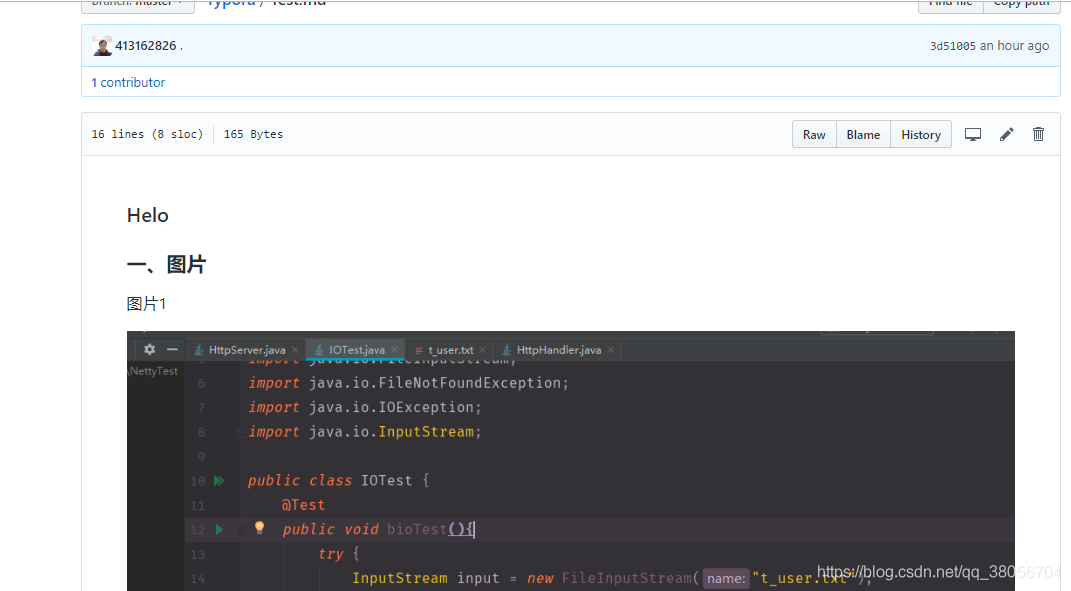 Branch: master Typora / Test.md Find file Copy path
413162826 . 3d51005 an hour ago
1 contributor
16 lines (8 sloc) 165 Bytes Raw Blame History
Helo
一、图片
图片1
HttpServer.java IOTest.java t_user.txt HttpHandler.java
\NettyTest
import java.io.FileInputStream;
6 import java.io.FileNotFoundException;
7 import java.io.IOException;
8 import java.io.InputStream;
9
10 public class IOTest {
11 @Test
12 public void bioTest(){
13 try {
14 InputStream input = new FileInputStream( name: "t_user.txt");
https://blog.csdn.net/qq_38056704